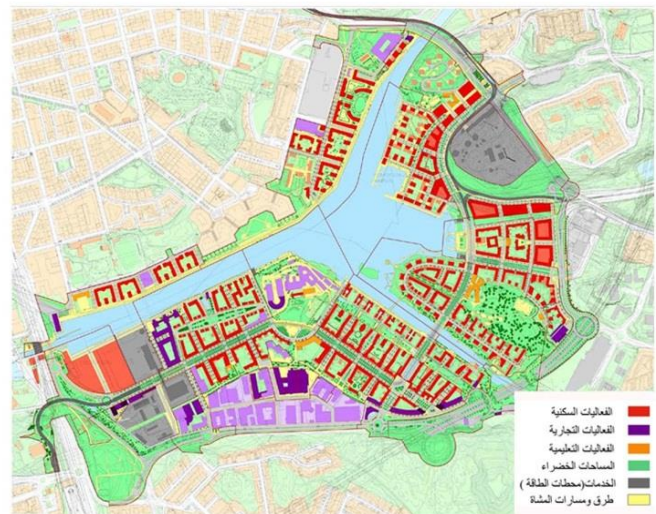 الفعاليات السكنية
الفعاليات التجارية
الفعاليات التعليمية
المساحات الخضراء
الخدمات(محطات الطاقة )
طرق ومسارات المشاة